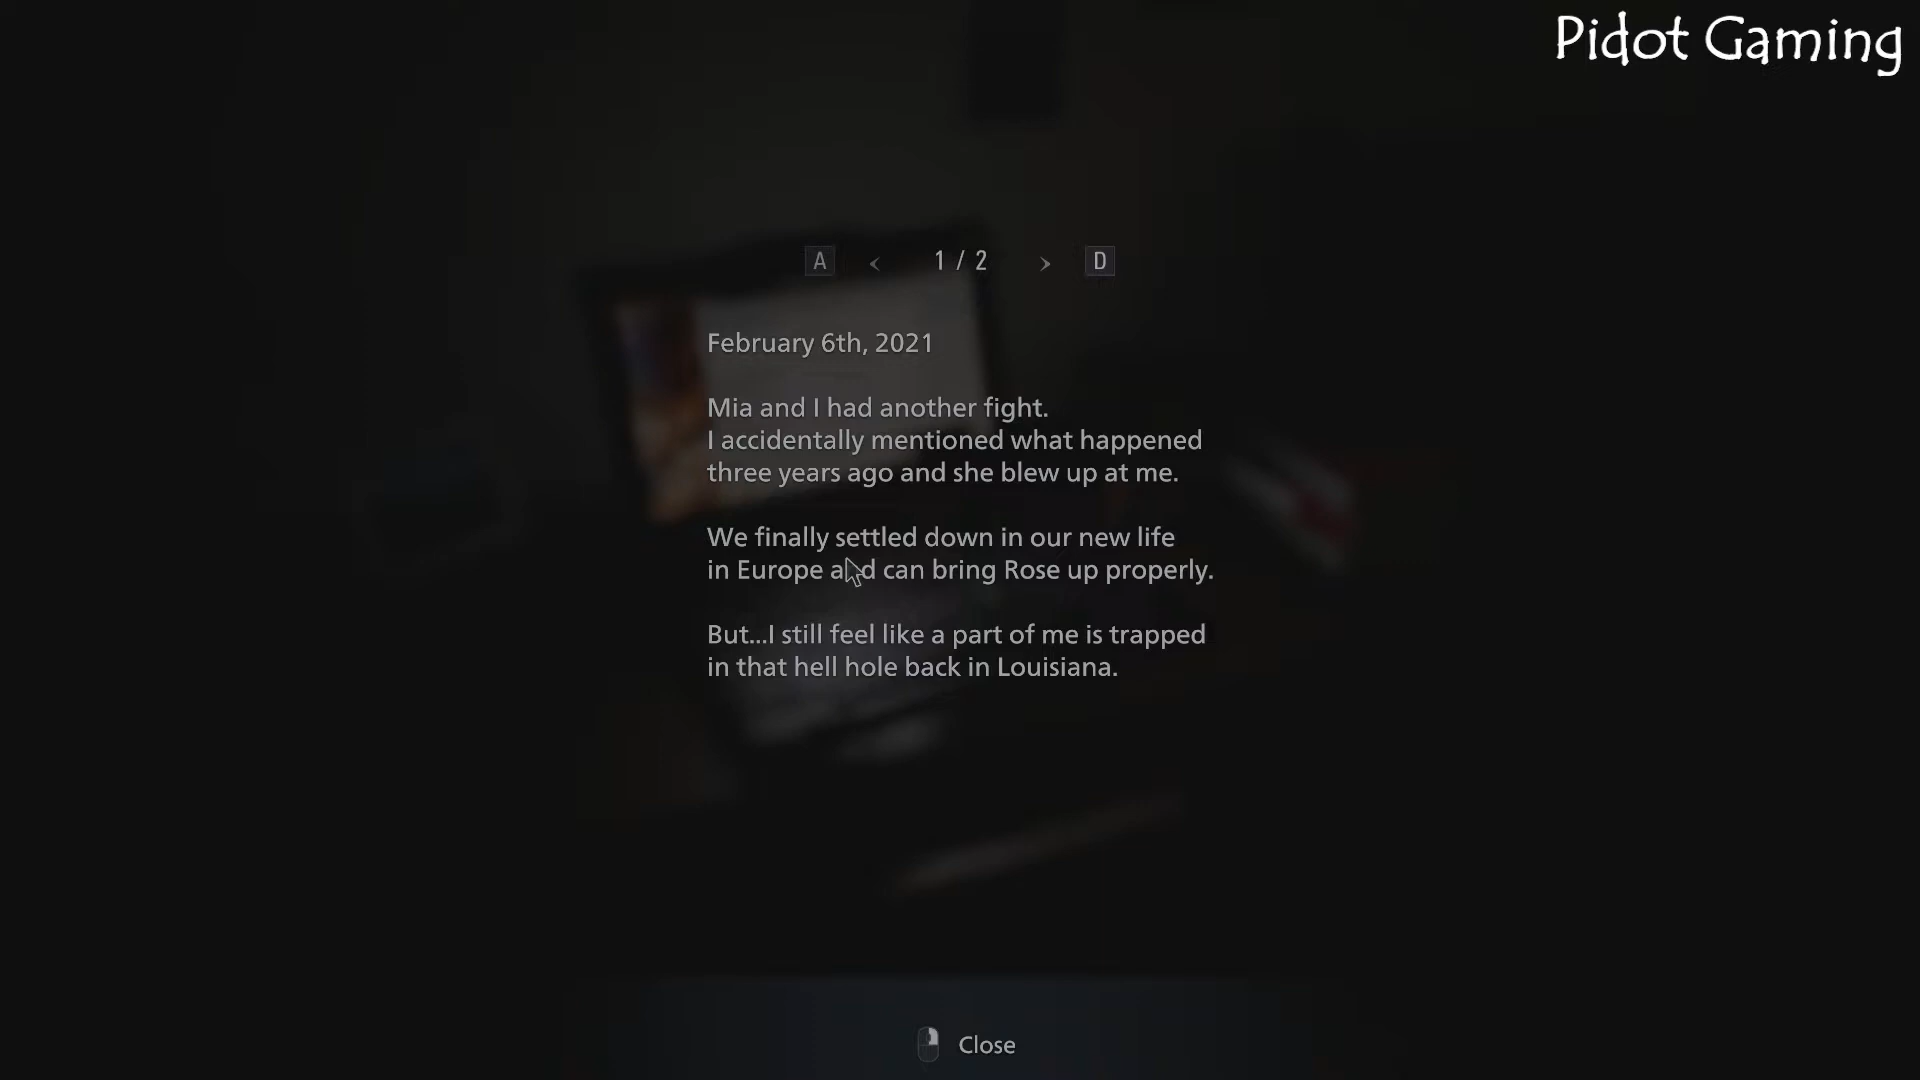 Pidot Gaming
A < 1 / 2 > D
February 6th, 2021
Mia and I had another fight.
I accidentally mentioned what happened
three years ago and she blew up at me.
We finally settled down in our new life
in Europe and can bring Rose up properly.
But...I still feel like a part of me is trapped
in that hell hole back in Louisiana.
Close